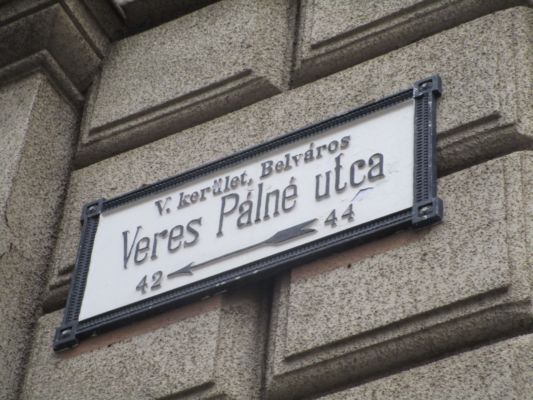 V. kerület, Belváros
Veres Pálné utca
42 44